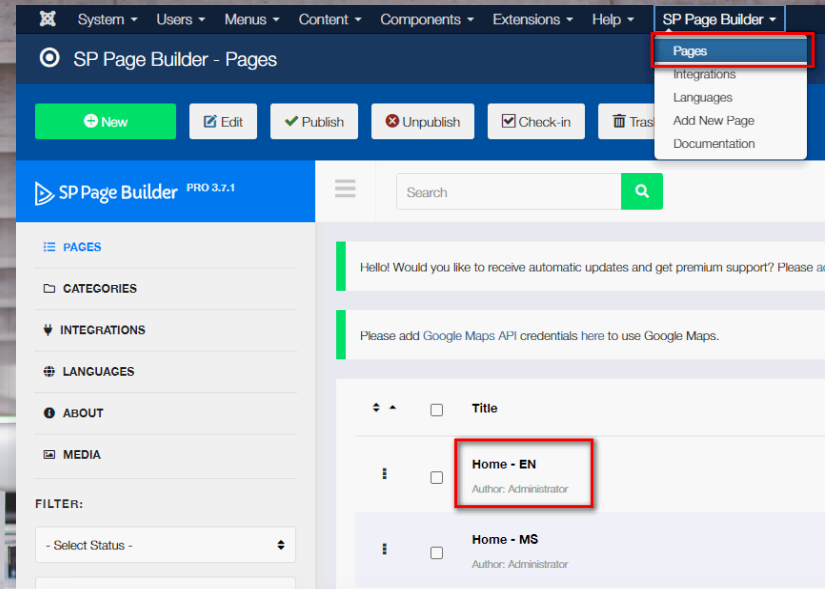 System Users Menus Content Components Extensions Help SP Page Builder
SP Page Builder - Pages
Pages
Integrations
Languages
Add New Page
Documentation
New Edit Publish Unpublish Check-in
SP Page Builder PRO 3.7.1
Search
PAGES
CATEGORIES
INTEGRATIONS
LANGUAGES
ABOUT
MEDIA
FILTER:
- Select Status -
Hello! Would you like to receive automatic updates and get premium support? Please
Please add Google Maps API credentials here to use Google Maps.
Title
Home - EN
Author: Administrator
Home - MS
Author: Administrator